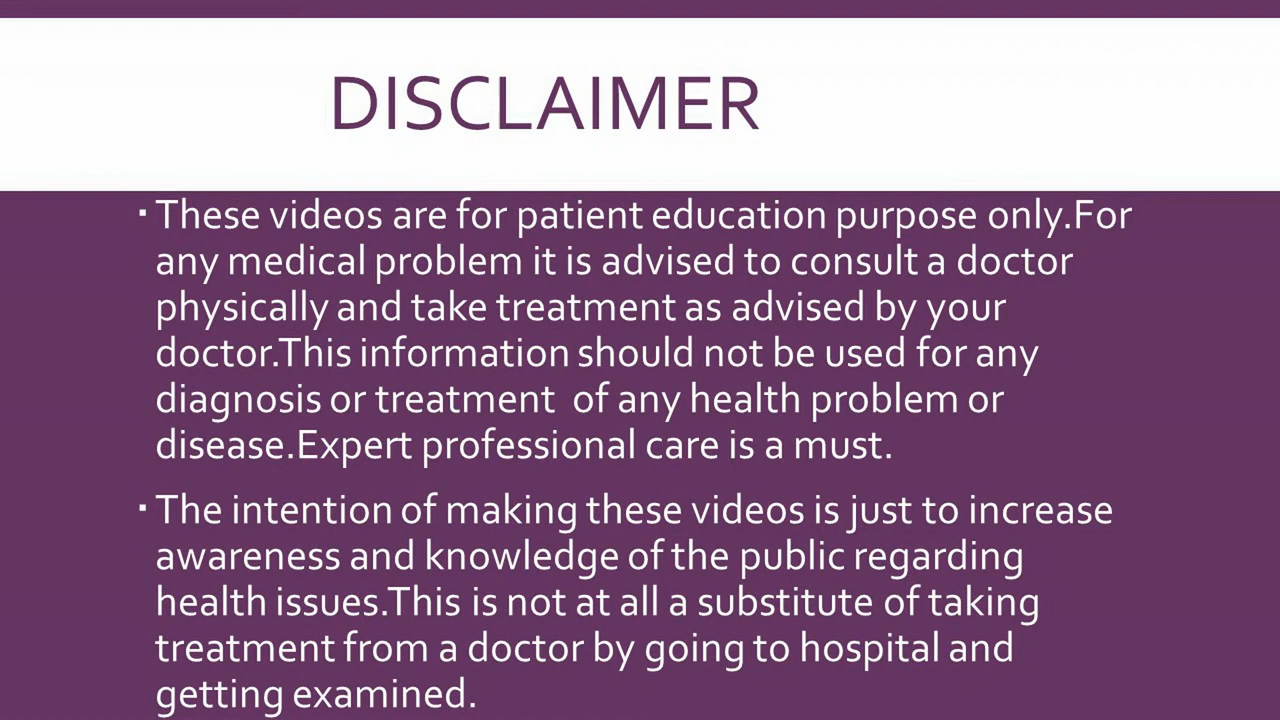 DISCLAIMER
▪ These videos are for patient education purpose only.For
any medical problem it is advised to consult a doctor
physically and take treatment as advised by your
doctor.This information should not be used for any
diagnosis or treatment  of any health problem or
disease.Expert professional care is a must.
▪ The intention of making these videos is just to increase
awareness and knowledge of the public regarding
health issues.This is not at all a substitute of taking
treatment from a doctor by going to hospital and
getting examined.